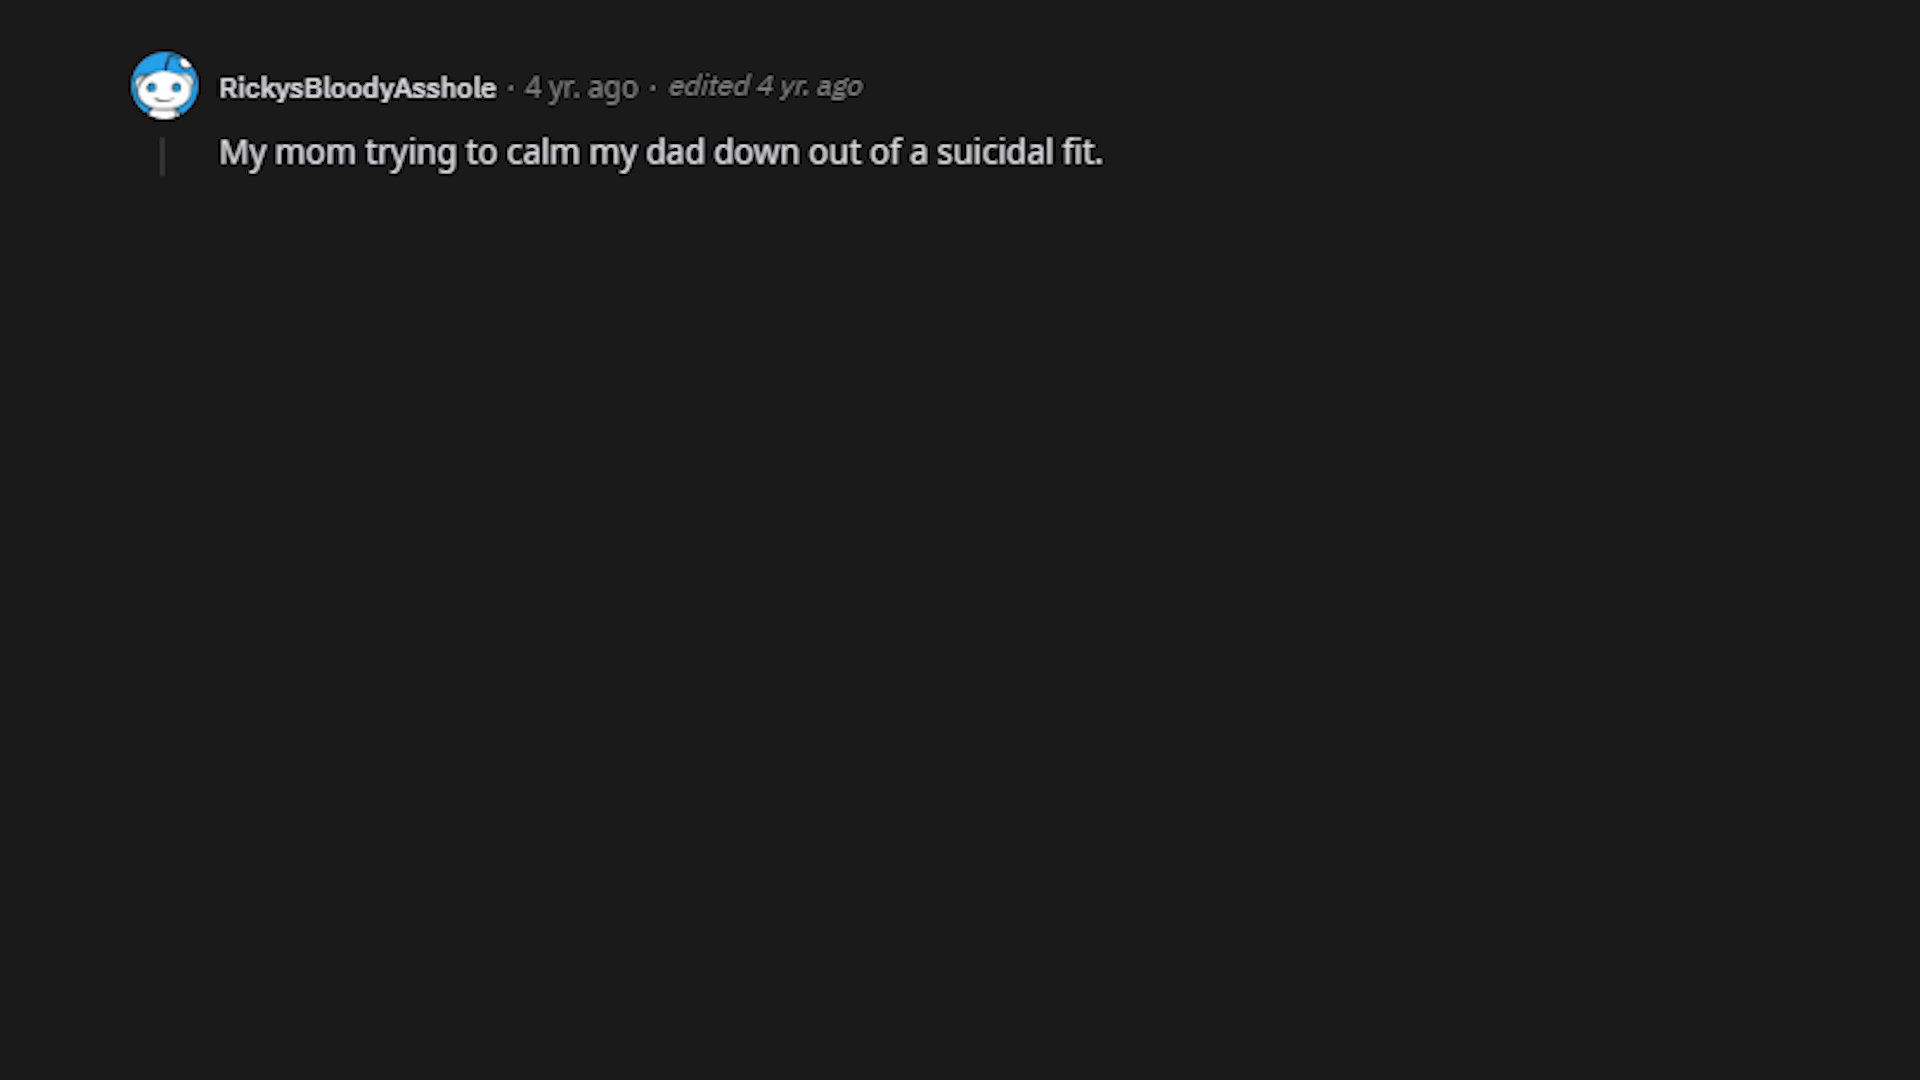 RickysBloodyAsshole · 4 yr. ago · edited 4 yr. ago
My mom trying to calm my dad down out of a suicidal fit.